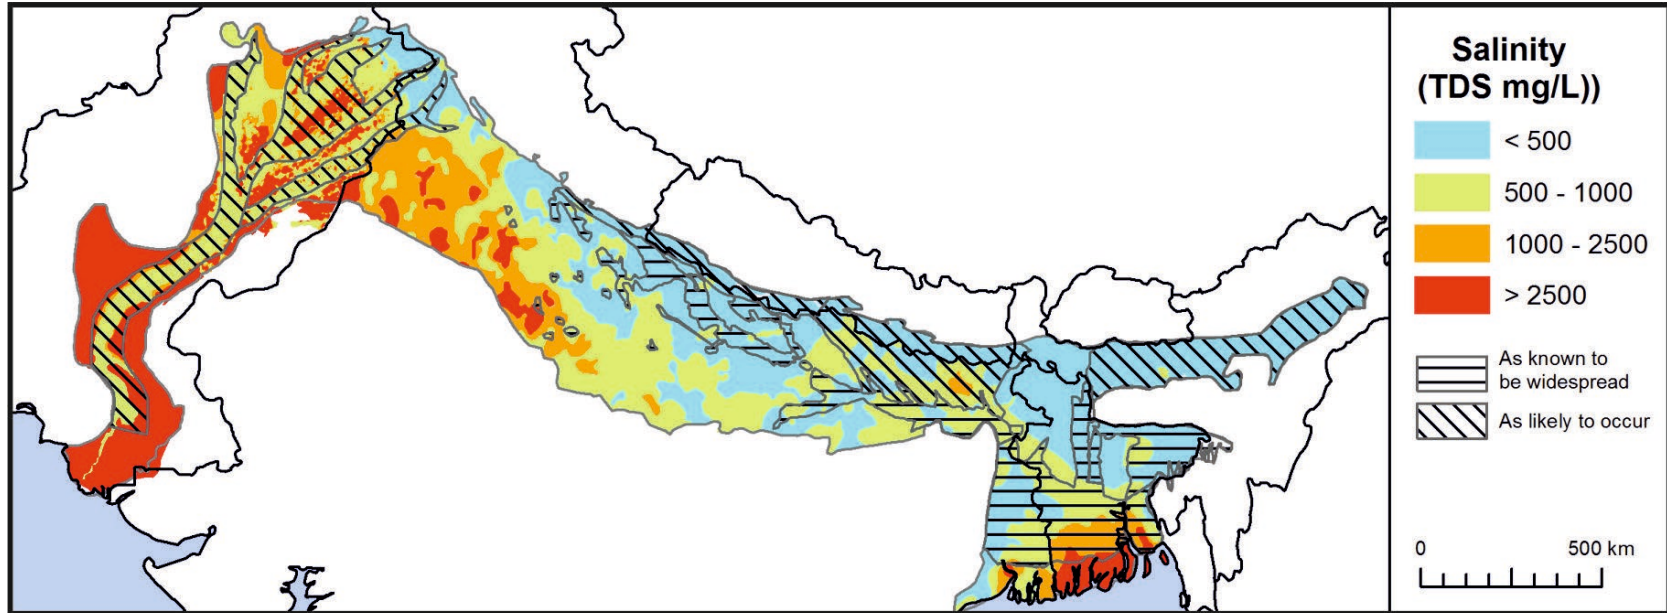 Salinity
(TDS mg/L))
< 500
500 - 1000
1000 - 2500
> 2500
As known to
be widespread
As likely to occur
0 500 km